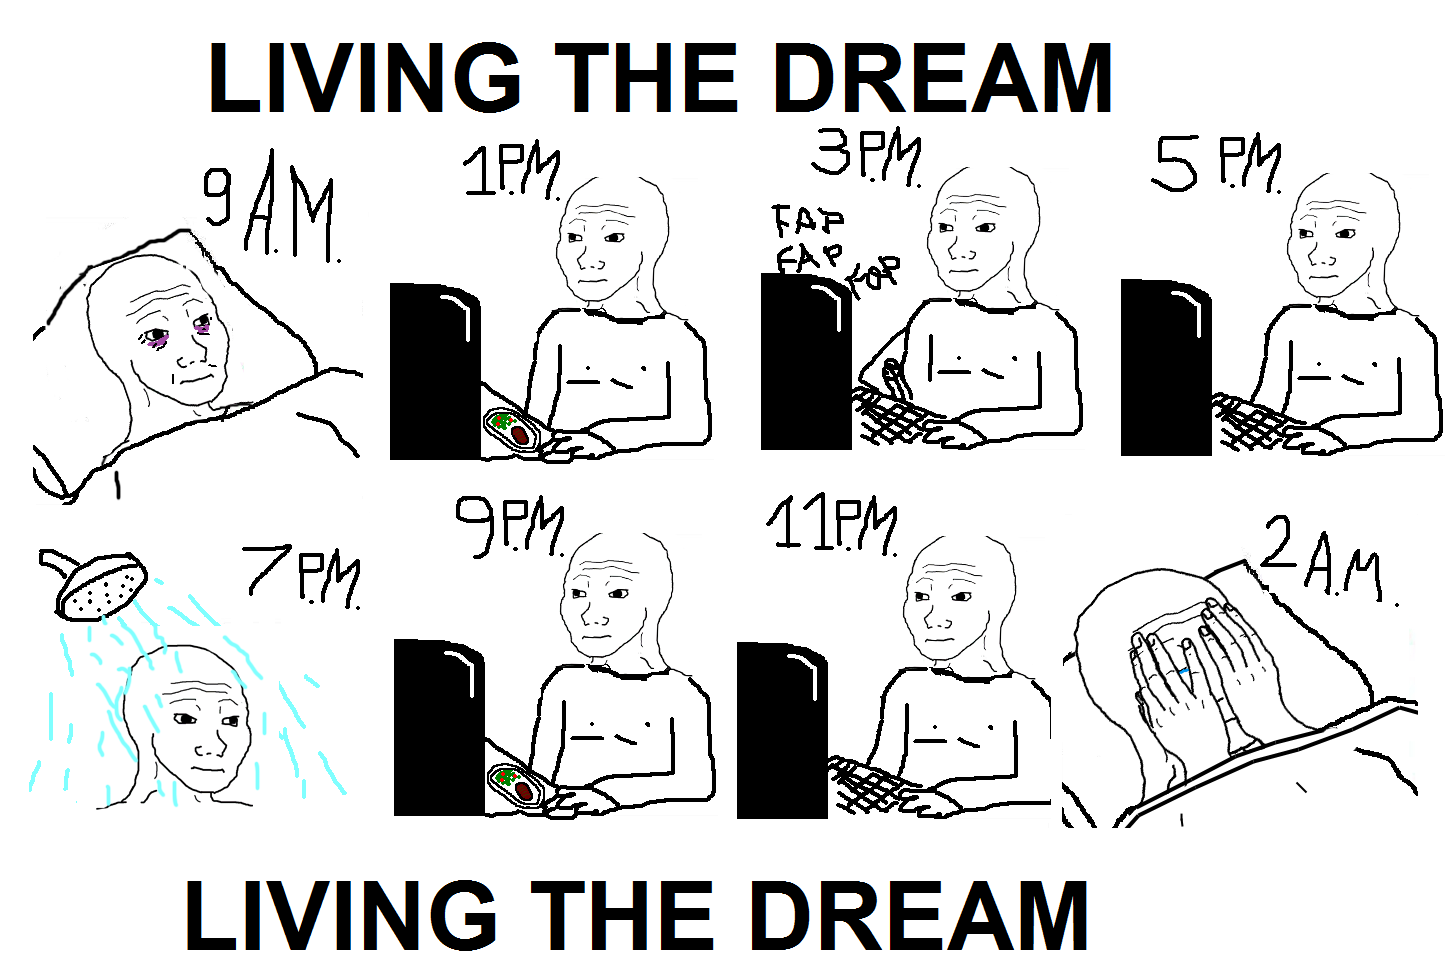 LIVING THE DREAM
9 A.M.
1 P.M.
3 P.M.
FAP
FAP FAP
5 P.M.
7 P.M.
9 P.M.
11 P.M.
2 A.M.
LIVING THE DREAM